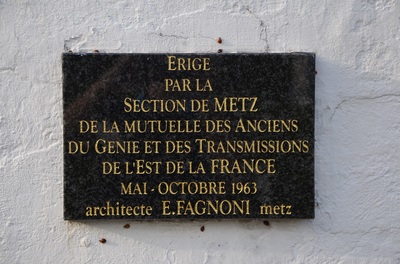 ERIGE
PAR LA
SECTION DE METZ
DE LA MUTUELLE DES ANCIENS
DU GENIE ET DES TRANSMISSIONS
DE L'EST DE LA FRANCE
MAI - OCTOBRE 1963
architecte E.FAGNONI metz